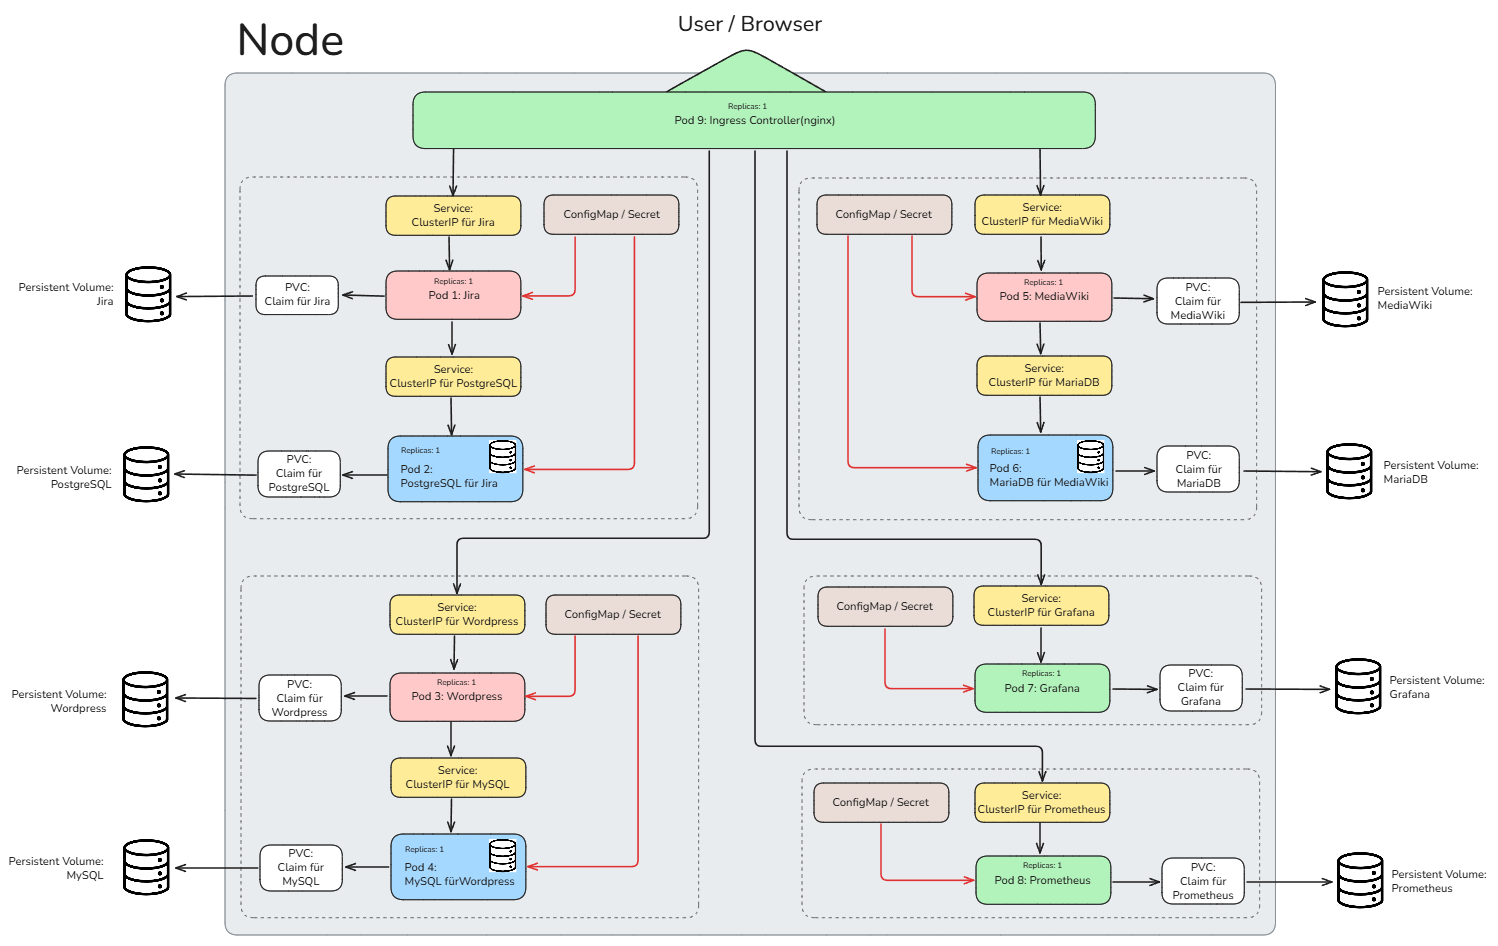 User / Browser
Node
Replicas: 1
Pod 9: Ingress Controller(nginx)
Service:
ClusterIP für Jira
ConfigMap / Secret
Replicas: 1
Pod 1: Jira
PVC:
Claim für Jira
Persistent Volume:
Jira
Service:
ClusterIP für PostgreSQL
Replicas: 1
Pod 2:
PostgreSQL für Jira
PVC:
Claim für
PostgreSQL
Persistent Volume:
PostgreSQL
ConfigMap / Secret
Service:
ClusterIP für MediaWiki
Replicas: 1
Pod 5: MediaWiki
PVC:
Claim für
MediaWiki
Persistent Volume:
MediaWiki
Service:
ClusterIP für MariaDB
Replicas: 1
Pod 6:
MariaDB für MediaWiki
PVC:
Claim für
MariaDB
Persistent Volume:
MariaDB
Service:
ClusterIP für Wordpress
ConfigMap / Secret
Replicas: 1
Pod 3: Wordpress
PVC:
Claim für
Wordpress
Persistent Volume:
Wordpress
Service:
ClusterIP für MySQL
Replicas: 1
Pod 4:
MySQL fürWordpress
PVC:
Claim für
MySQL
Persistent Volume:
MySQL
ConfigMap / Secret
Service:
ClusterIP für Grafana
Replicas: 1
Pod 7: Grafana
PVC:
Claim für
Grafana
Persistent Volume:
Grafana
ConfigMap / Secret
Service:
ClusterIP für Prometheus
Replicas: 1
Pod 8: Prometheus
PVC:
Claim für
Prometheus
Persistent Volume:
Prometheus